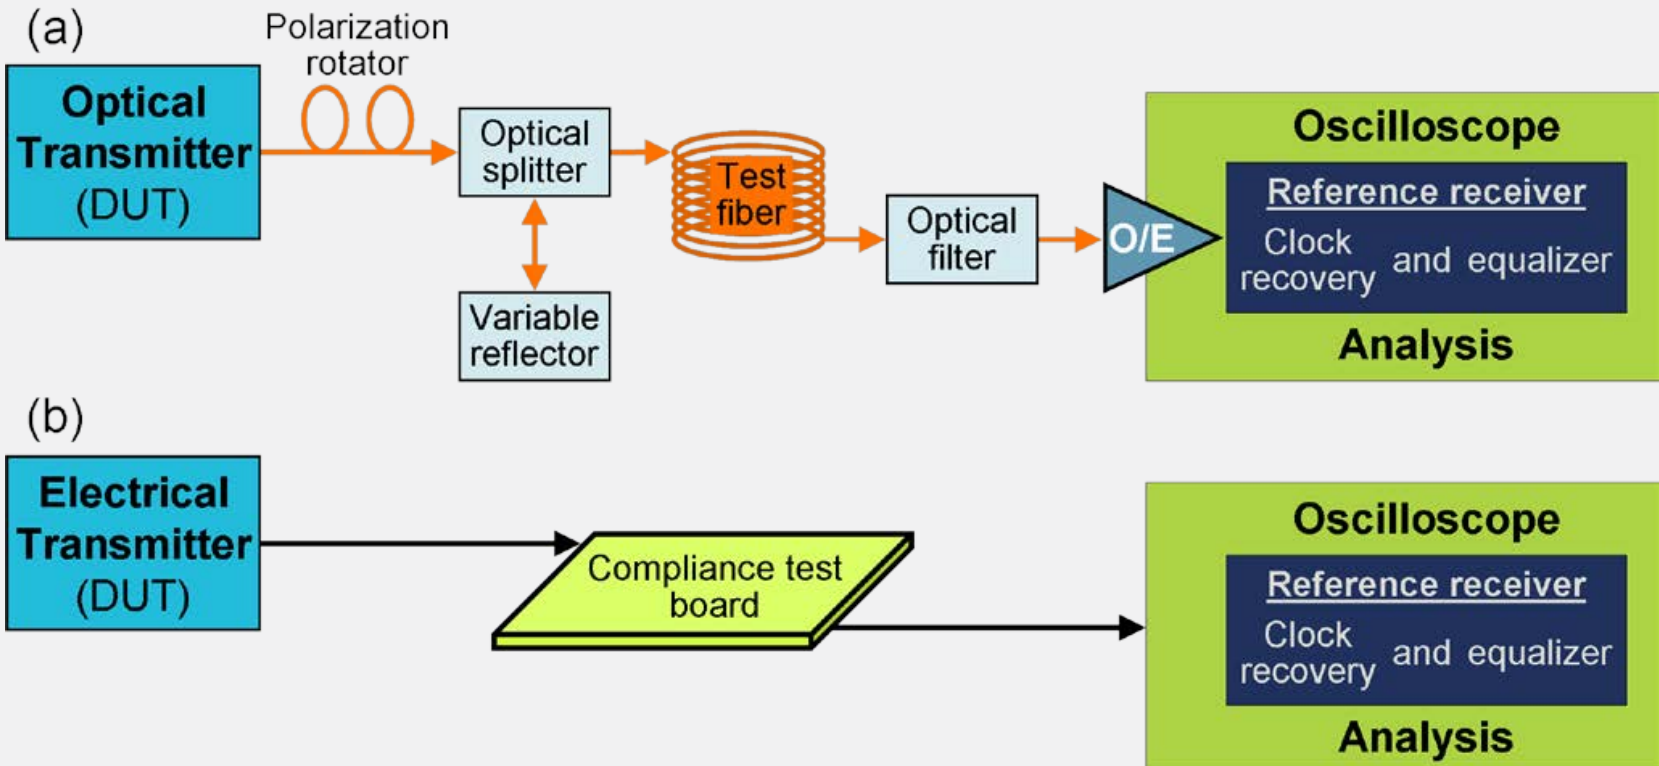 (a)
Polarization
rotator
Optical
Transmitter
(DUT)
Optical
splitter
Variable
reflector
Test
fiber
Optical
filter
O/E
Oscilloscope
Reference receiver
Clock
recovery and equalizer
Analysis
(b)
Electrical
Transmitter
(DUT)
Compliance test
board
Oscilloscope
Reference receiver
Clock
recovery and equalizer
Analysis